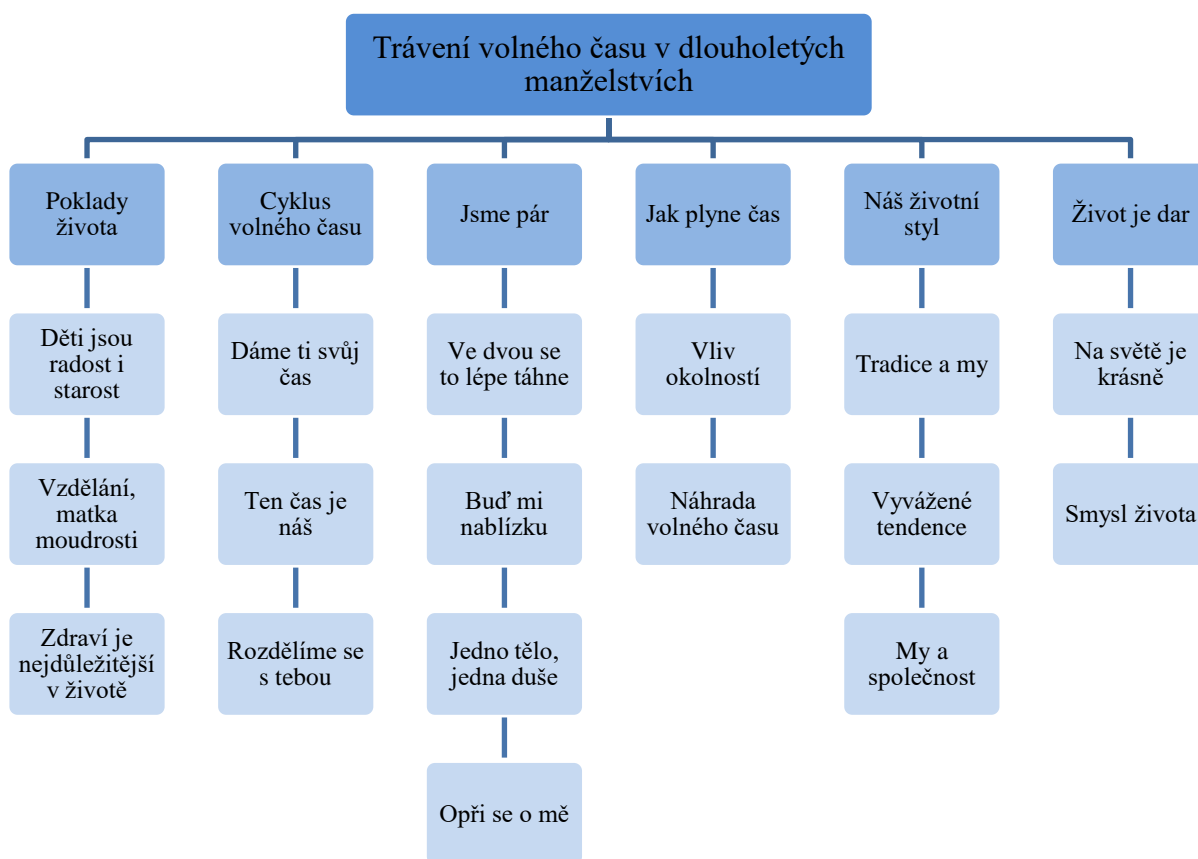 Trávení volného času v dlouholetých
manželstvích
Poklady
života
Cyklus
volného času
Jsme pár
Jak plyne čas
Náš životní
styl
Život je dar
Děti jsou
radost i
starost
Dáme ti svůj
čas
Ve dvou se
to lépe táhne
Vliv
okolností
Tradice a my
Na světě je
krásně
Vzdělání,
matka
moudrosti
Ten čas je
náš
Buď mi
nablízku
Náhrada
volného času
Vyvážené
tendence
Smysl života
Zdraví je
nejdůležitější
v životě
Rozdělíme se
s tebou
Jedno tělo,
jedna duše
My a
společnost
Opři se o mě